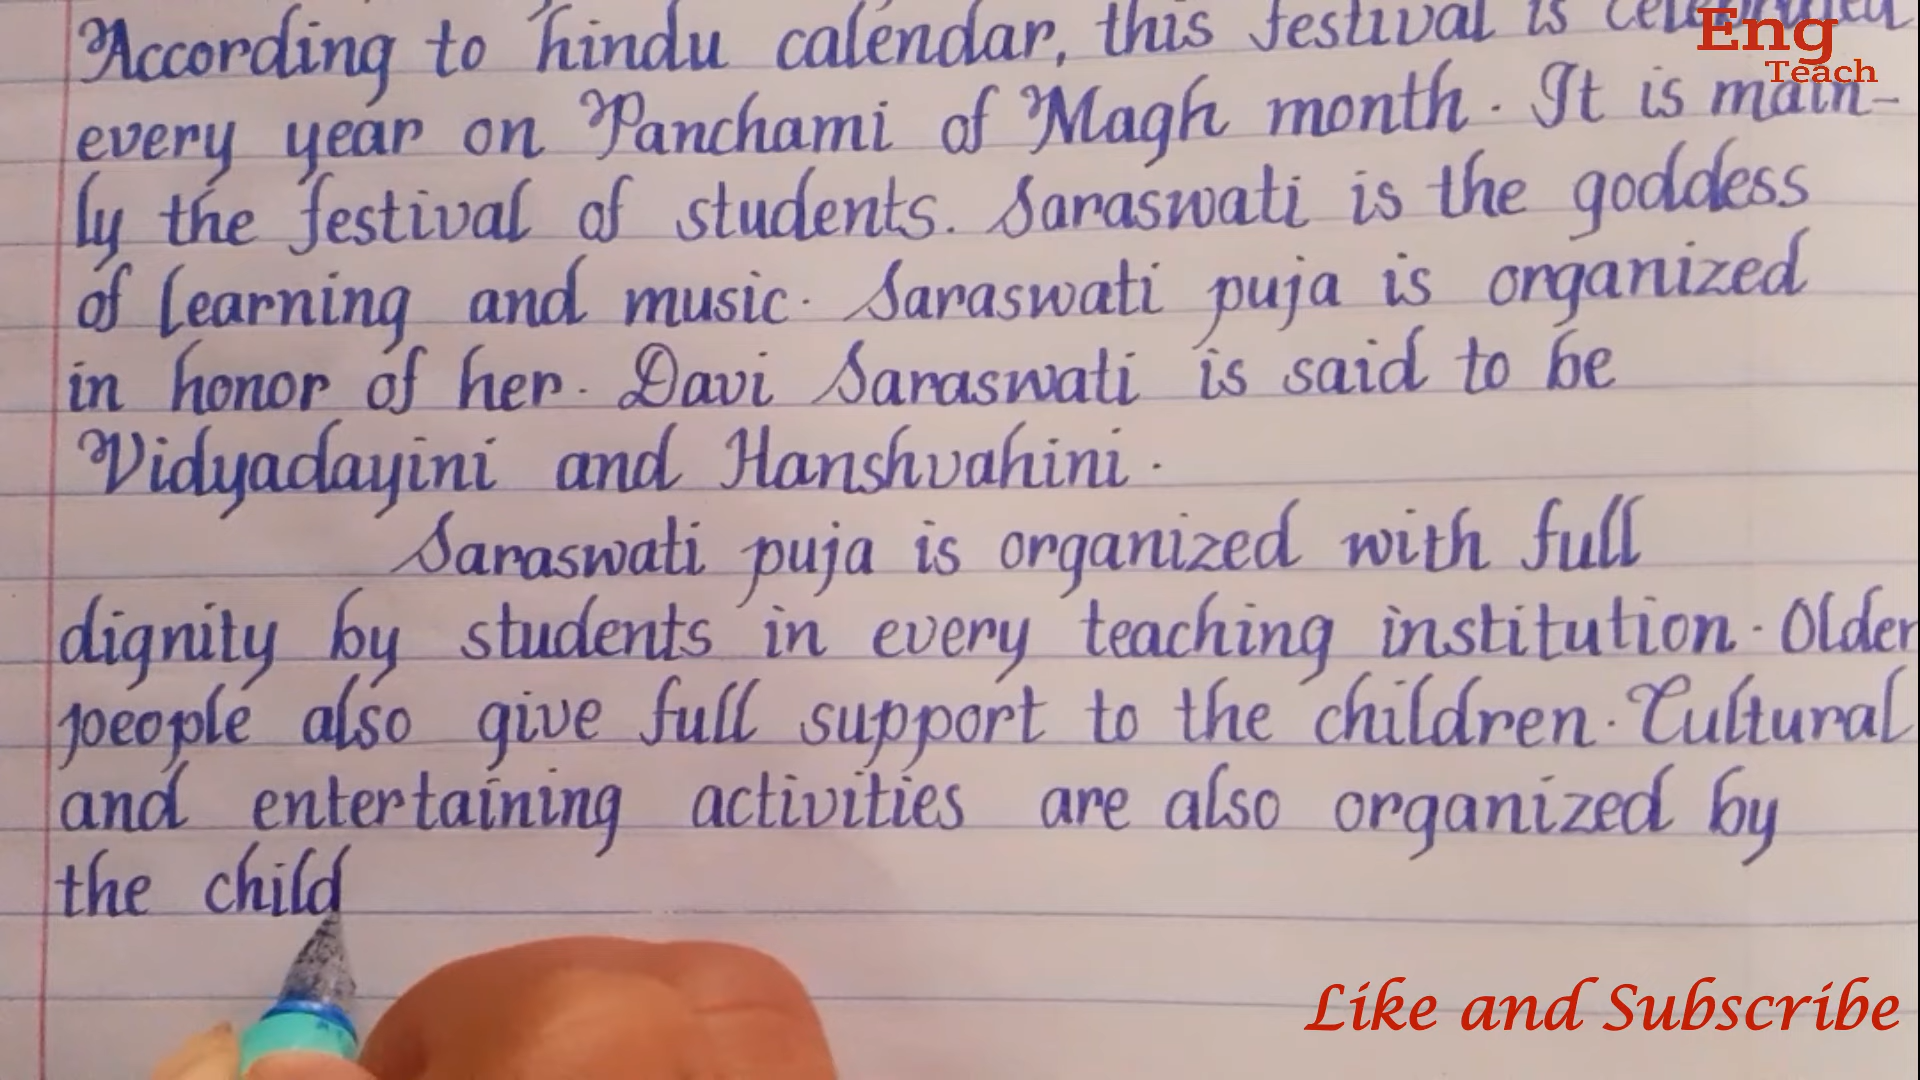 According to hindu calendar, this festival is celebrated
Eng
Teach
every year on Panchami of Magh month. It is main-
ly the festival of students. Saraswati is the goddess
of learning and music. Saraswati puja is organized
in honor of her. Davi Saraswati is said to be
Vidyadayini and Hanshvahini.
Saraswati puja is organized with full
dignity by students in every teaching institution. Older
people also give full support to the children. Cultural
and entertaining activities are also organized by
the child
Like and Subscribe